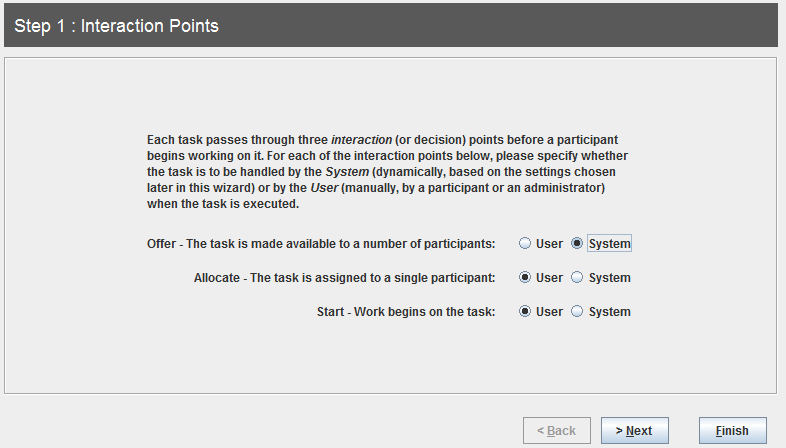 Step 1 : Interaction Points
Each task passes through three interaction (or decision) points before a participant
begins working on it. For each of the interaction points below, please specify whether
the task is to be handled by the System (dynamically, based on the settings chosen
later in this wizard) or by the User (manually, by a participant or an administrator)
when the task is executed.
Offer - The task is made available to a number of participants: User System
Allocate - The task is assigned to a single participant: User System
Start - Work begins on the task: User System
< Back > Next Finish